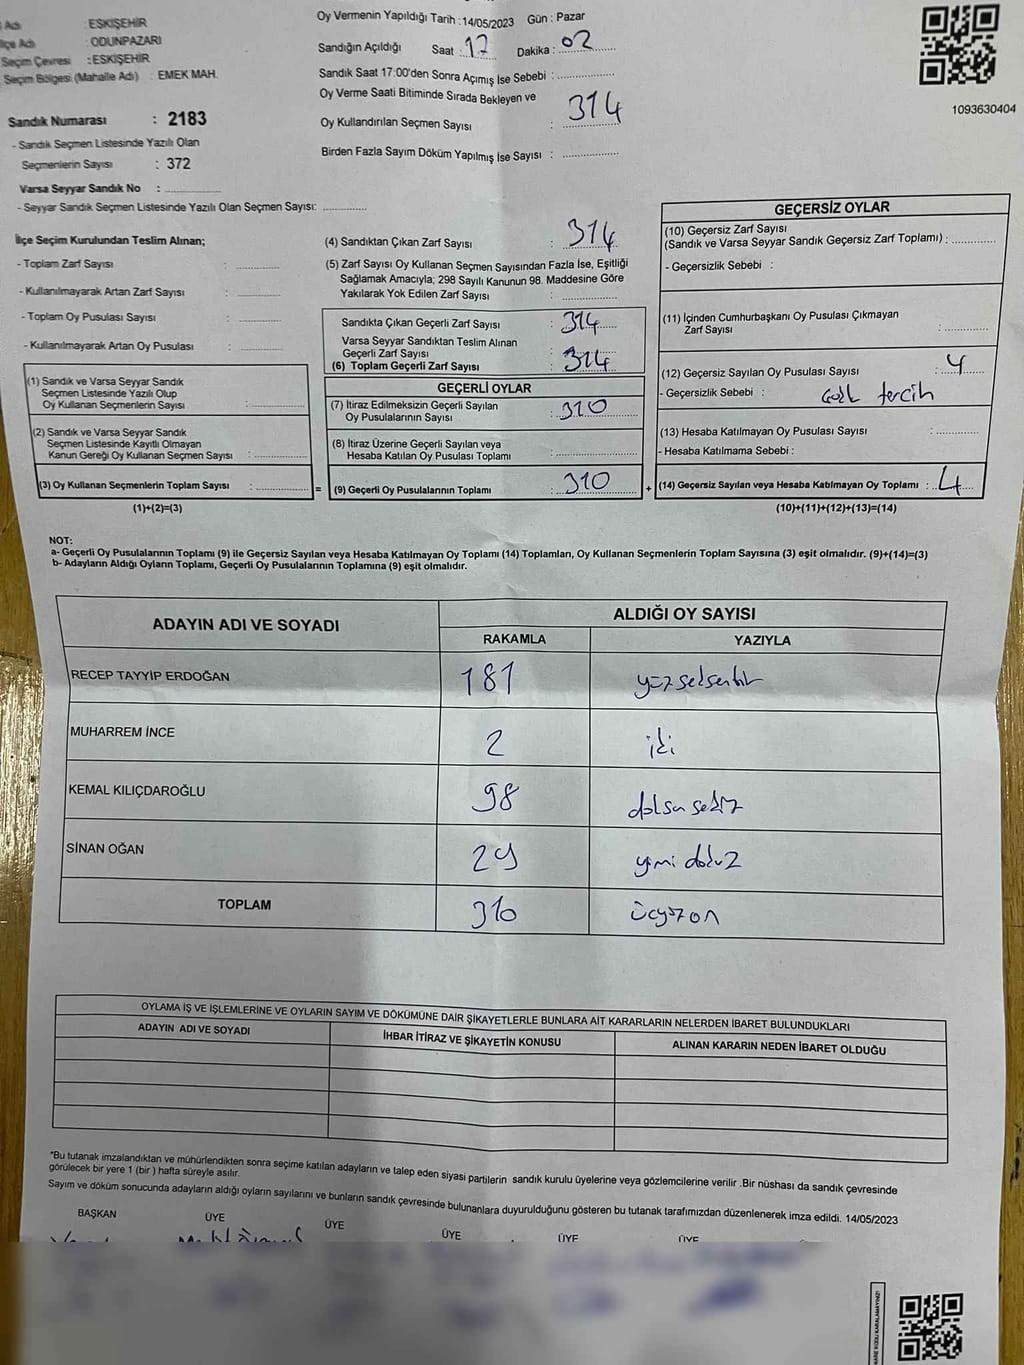 Adı : ESKİŞEHİR
İlçe Adı : ODUNPAZARI
Seçim Çevresi : ESKİŞEHİR
Seçim Bölgesi (Mahalle Adı) : EMEK MAH.
Sandık Numarası : 2183
- Sandık Seçmen Listesinde Yazılı Olan
Seçmenlerin Sayısı : 372
Varsa Seyyar Sandık No :
- Seyyar Sandık Seçmen Listesinde Yazılı Olan Seçmen Sayısı:
Oy Vermenin Yapıldığı Tarih : 14/05/2023 Gün : Pazar
Sandığın Açıldığı Saat : 17 Dakika : 02
Sandık Saat 17:00'den Sonra Açımış İse Sebebi :
Oy Verme Saati Bitiminde Sırada Bekleyen ve
Oy Kullandırılan Seçmen Sayısı : 314
Birden Fazla Sayım Döküm Yapılmış İse Sayısı :
1093630404
İlçe Seçim Kurulundan Teslim Alınan;
- Toplam Zarf Sayısı :
- Kullanılmayarak Artan Zarf Sayısı :
- Toplam Oy Pusulası Sayısı :
- Kullanılmayarak Artan Oy Pusulası :
(1) Sandık ve Varsa Seyyar Sandık
Seçmen Listesinde Yazılı Olup
Oy Kullanan Seçmenlerin Sayısı :
(2) Sandık ve Varsa Seyyar Sandık
Seçmen Listesinde Kayıtlı Olmayan
Kanun Gereği Oy Kullanan Seçmen Sayısı :
(3) Oy Kullanan Seçmenlerin Toplam Sayısı : =
(1)+(2)=(3)
(4) Sandıktan Çıkan Zarf Sayısı : 314
(5) Zarf Sayısı Oy Kullanan Seçmen Sayısından Fazla İse, Eşitliği
Sağlamak Amacıyla; 298 Sayılı Kanunun 98. Maddesine Göre
Yakılarak Yok Edilen Zarf Sayısı :
Sandıkta Çıkan Geçerli Zarf Sayısı : 314
Varsa Seyyar Sandıktan Teslim Alınan
Geçerli Zarf Sayısı :
(6) Toplam Geçerli Zarf Sayısı : 314
GEÇERLİ OYLAR
(7) İtiraz Edilmeksizin Geçerli Sayılan
Oy Pusulalarının Sayısı : 310
(8) İtiraz Üzerine Geçerli Sayılan veya
Hesaba Katılan Oy Pusulası Toplamı :
(9) Geçerli Oy Pusulalarının Toplamı : 310 +
GEÇERSİZ OYLAR
(10) Geçersiz Zarf Sayısı
(Sandık ve Varsa Seyyar Sandık Geçersiz Zarf Toplamı) :
- Geçersizlik Sebebi :
(11) İçinden Cumhurbaşkanı Oy Pusulası Çıkmayan
Zarf Sayısı :
(12) Geçersiz Sayılan Oy Pusulası Sayısı : 4
- Geçersizlik Sebebi : tercih
(13) Hesaba Katılmayan Oy Pusulası Sayısı :
- Hesaba Katılmama Sebebi :
(14) Geçersiz Sayılan veya Hesaba Katılmayan Oy Toplamı : 4
(10)+(11)+(12)+(13)=(14)
NOT:
a- Geçerli Oy Pusulalarının Toplamı (9) ile Geçersiz Sayılan veya Hesaba Katılmayan Oy Toplamı (14) Toplamları, Oy Kullanan Seçmenlerin Toplam Sayısına (3) eşit olmalıdır. (9)+(14)=(3)
b- Adayların Aldığı Oyların Toplamı, Geçerli Oy Pusulalarının Toplamına (9) eşit olmalıdır.
ADAYIN ADI VE SOYADI ALDIĞI OY SAYISI
RAKAMLA YAZIYLA
RECEP TAYYİP ERDOĞAN 181 yüzseksenbir
MUHARREM İNCE 2 iki
KEMAL KILIÇDAROĞLU 98 doksansekiz
SİNAN OĞAN 29 yirmidokuz
TOPLAM 310 üçyüzon
OYLAMA İŞ VE İŞLEMLERİNE VE OYLARIN SAYIM VE DÖKÜMÜNE DAİR ŞİKAYETLERLE BUNLARA AİT KARARLARIN NELERDEN İBARET BULUNDUKLARI
ADAYIN ADI VE SOYADI İHBAR İTİRAZ VE ŞİKAYETİN KONUSU ALINAN KARARIN NEDEN İBARET OLDUĞU
*Bu tutanak imzalandıktan ve mühürlendikten sonra seçime katılan adayların ve talep eden siyasi partilerin sandık kurulu üyelerine veya gözlemcilerine verilir .Bir nüshası da sandık çevresinde
görülecek bir yere 1 (bir ) hafta süreyle asılır.
Sayım ve döküm sonucunda adayların aldığı oyların sayılarını ve bunların sandık çevresinde bulunanlara duyurulduğunu gösteren bu tutanak tarafımızdan düzenlenerek imza edildi. 14/05/2023
BAŞKAN ÜYE ÜYE ÜYE ÜYE ÜYE